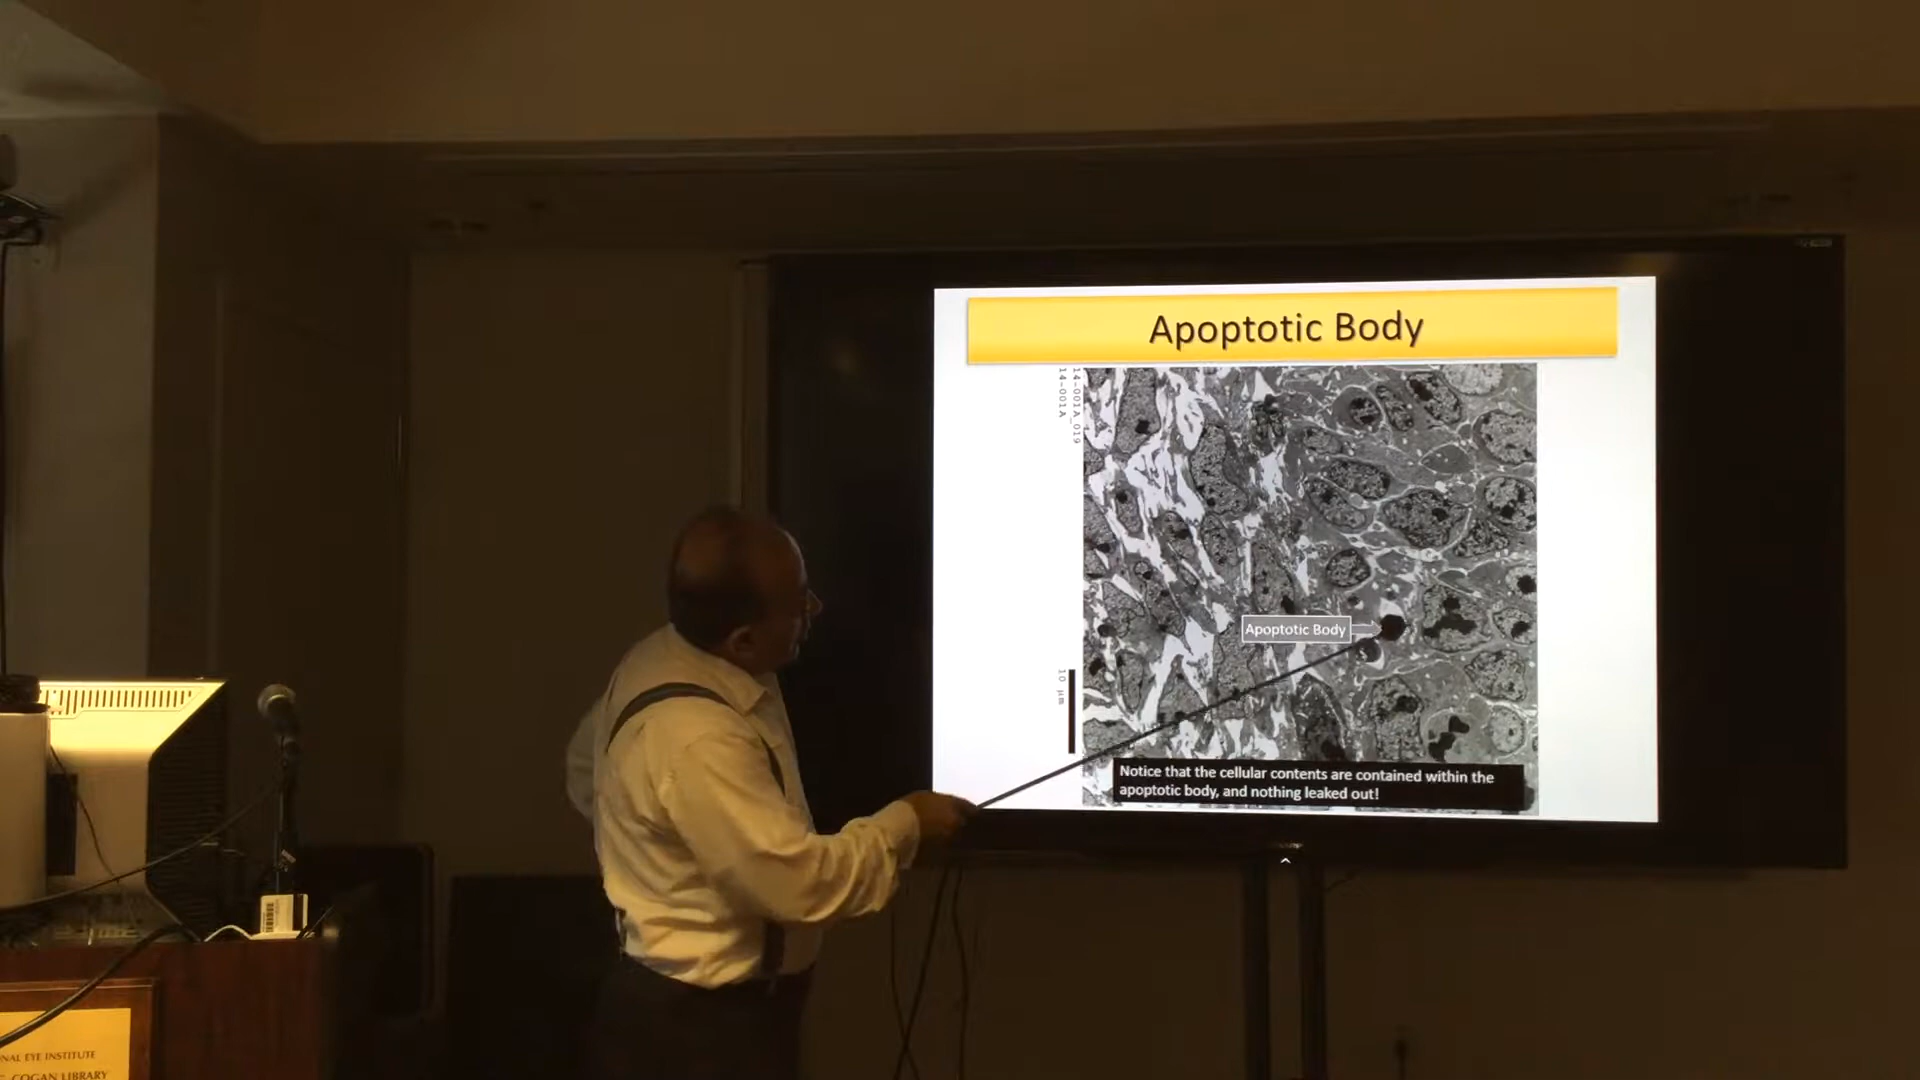 Apoptotic Body
14-001A_019
14-001A
Apoptotic Body
10 µm
Notice that the cellular contents are contained within the
apoptotic body, and nothing leaked out!
NAL EYE INSTITUTE
COGAN LIBRARY